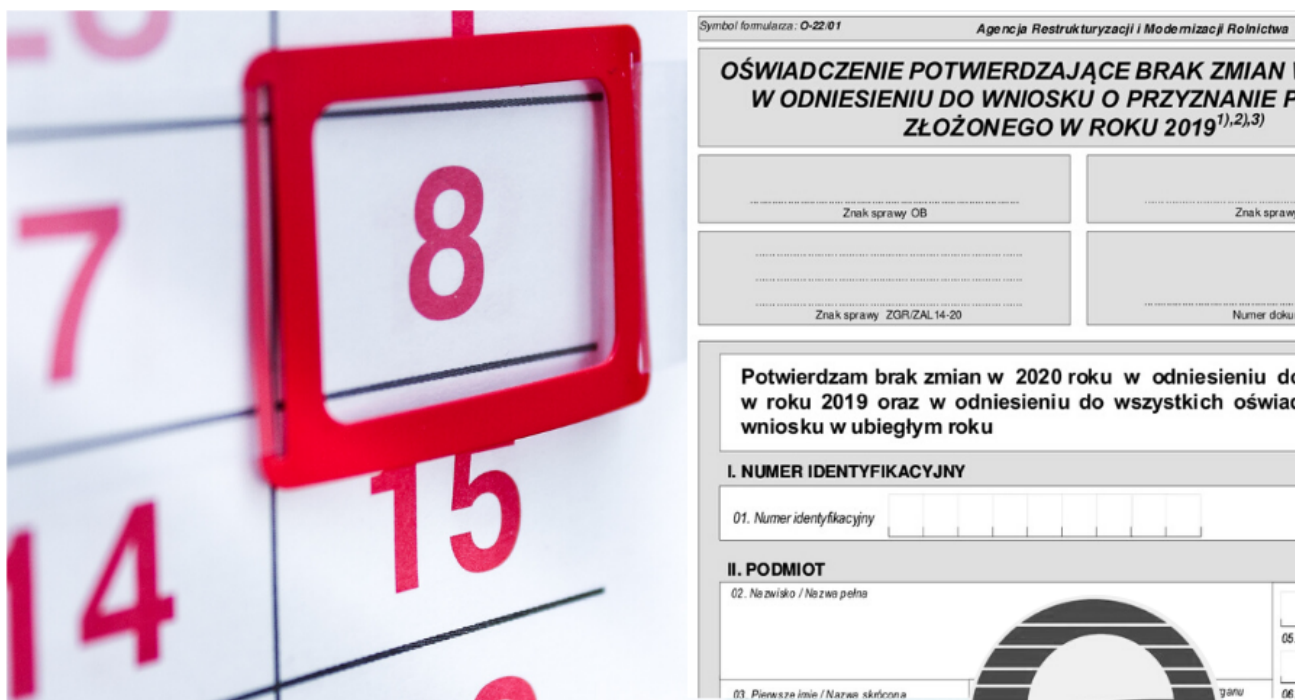 7
8
14
15
Symbol formularza: O-22/01
Agencja Restrukturyzacji i Modernizacji Rolnictwa
OŚWIADCZENIE POTWIERDZAJĄCE BRAK ZMIAN
W ODNIESIENIU DO WNIOSKU O PRZYZNANIE P
ZŁOŻONEGO W ROKU 2019 1),2),3)
Znak sprawy OB
Znak sprawy
Znak sprawy ZGR/ZAL14-20
Numer doku
Potwierdzam brak zmian w 2020 roku w odniesieniu do
w roku 2019 oraz w odniesieniu do wszystkich oświad
wniosku w ubiegłym roku
I. NUMER IDENTYFIKACYJNY
01. Numer identyfikacyjny
II. PODMIOT
02. Nazwisko / Nazwa pełna
05.
03. Pierwsze imię / Nazwa skrócona
06